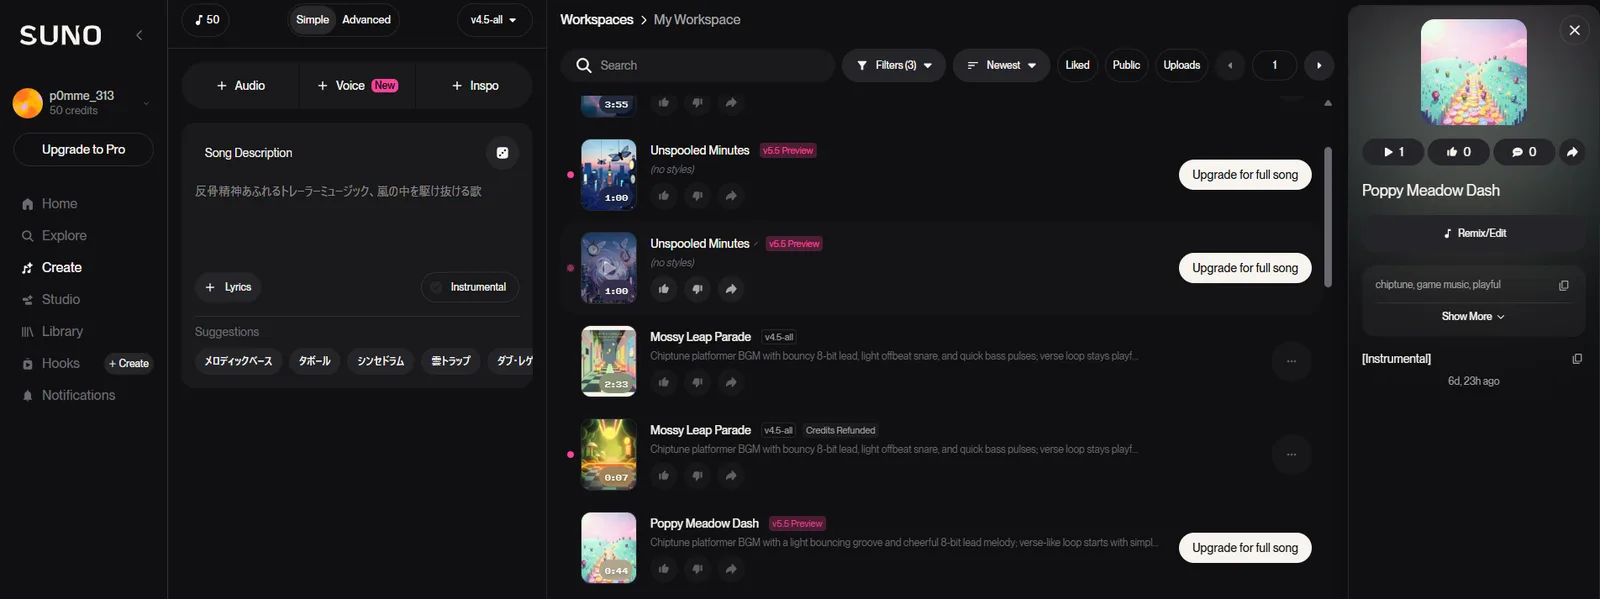 SUNO
p0mme_313
50 credits
Upgrade to Pro
Home
Explore
Create
Studio
Library
Hooks
+ Create
Notifications
50
Simple
Advanced
v4.5-all
+ Audio
+ Voice New
+ Inspo
Song Description
反骨精神あふれるトレーラーミュージック、嵐の中を駆け抜ける歌
+ Lyrics
Instrumental
Suggestions
メロディックベース
タボール
シンセドラム
雲トラップ
ダブ・レゲ
Workspaces > My Workspace
Search
Filters (3)
Newest
Liked
Public
Uploads
1
3:55
Unspooled Minutes v5.5 Preview
(no styles)
1:00
Upgrade for full song
Unspooled Minutes v5.5 Preview
(no styles)
1:00
Upgrade for full song
Mossy Leap Parade v4.5-all
Chiptune platformer BGM with bouncy 8-bit lead, light offbeat snare, and quick bass pulses; verse loop stays playf...
2:33
Mossy Leap Parade v4.5-all Credits Refunded
Chiptune platformer BGM with bouncy 8-bit lead, light offbeat snare, and quick bass pulses; verse loop stays playf...
0:07
Poppy Meadow Dash v5.5 Preview
Chiptune platformer BGM with a light bouncing groove and cheerful 8-bit lead melody; verse-like loop starts with simpl...
0:44
Upgrade for full song
1
0
0
Poppy Meadow Dash
Remix/Edit
chiptune, game music, playful
Show More
[Instrumental]
6d, 23h ago